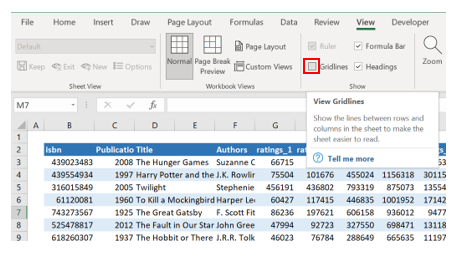 File Home Insert Draw Page Layout Formulas Data Review View Developer
Default
Keep Exit New Options
Normal Page Break Preview
Page Layout
Custom Views
Ruler Formula Bar
Gridlines Headings
Zoom
Sheet View Workbook Views Show
M7 fx
View Gridlines
Show the lines between rows and
columns in the sheet to make the
sheet easier to read.
Tell me more
A B C D E F G
1
2 isbn Publicatio Title Authors ratings_1
3 439023483 2008 The Hunger Games Suzanne C 66715
4 439554934 1997 Harry Potter and the J.K. Rowlin 75504 101676 455024 1156318 30115
5 316015849 2005 Twilight Stephenie 456191 436802 793319 875073 13554
6 61120081 1960 To Kill a Mockingbird Harper Le 60427 117415 446835 1001952 17142
7 743273567 1925 The Great Gatsby F. Scott Fit 86236 197621 606158 936012 9477
8 525478817 2012 The Fault in Our Star John Gree 47994 92723 327550 698471 13118
9 618260307 1937 The Hobbit or There J.R.R. Tolk 46023 76784 288649 665635 11197